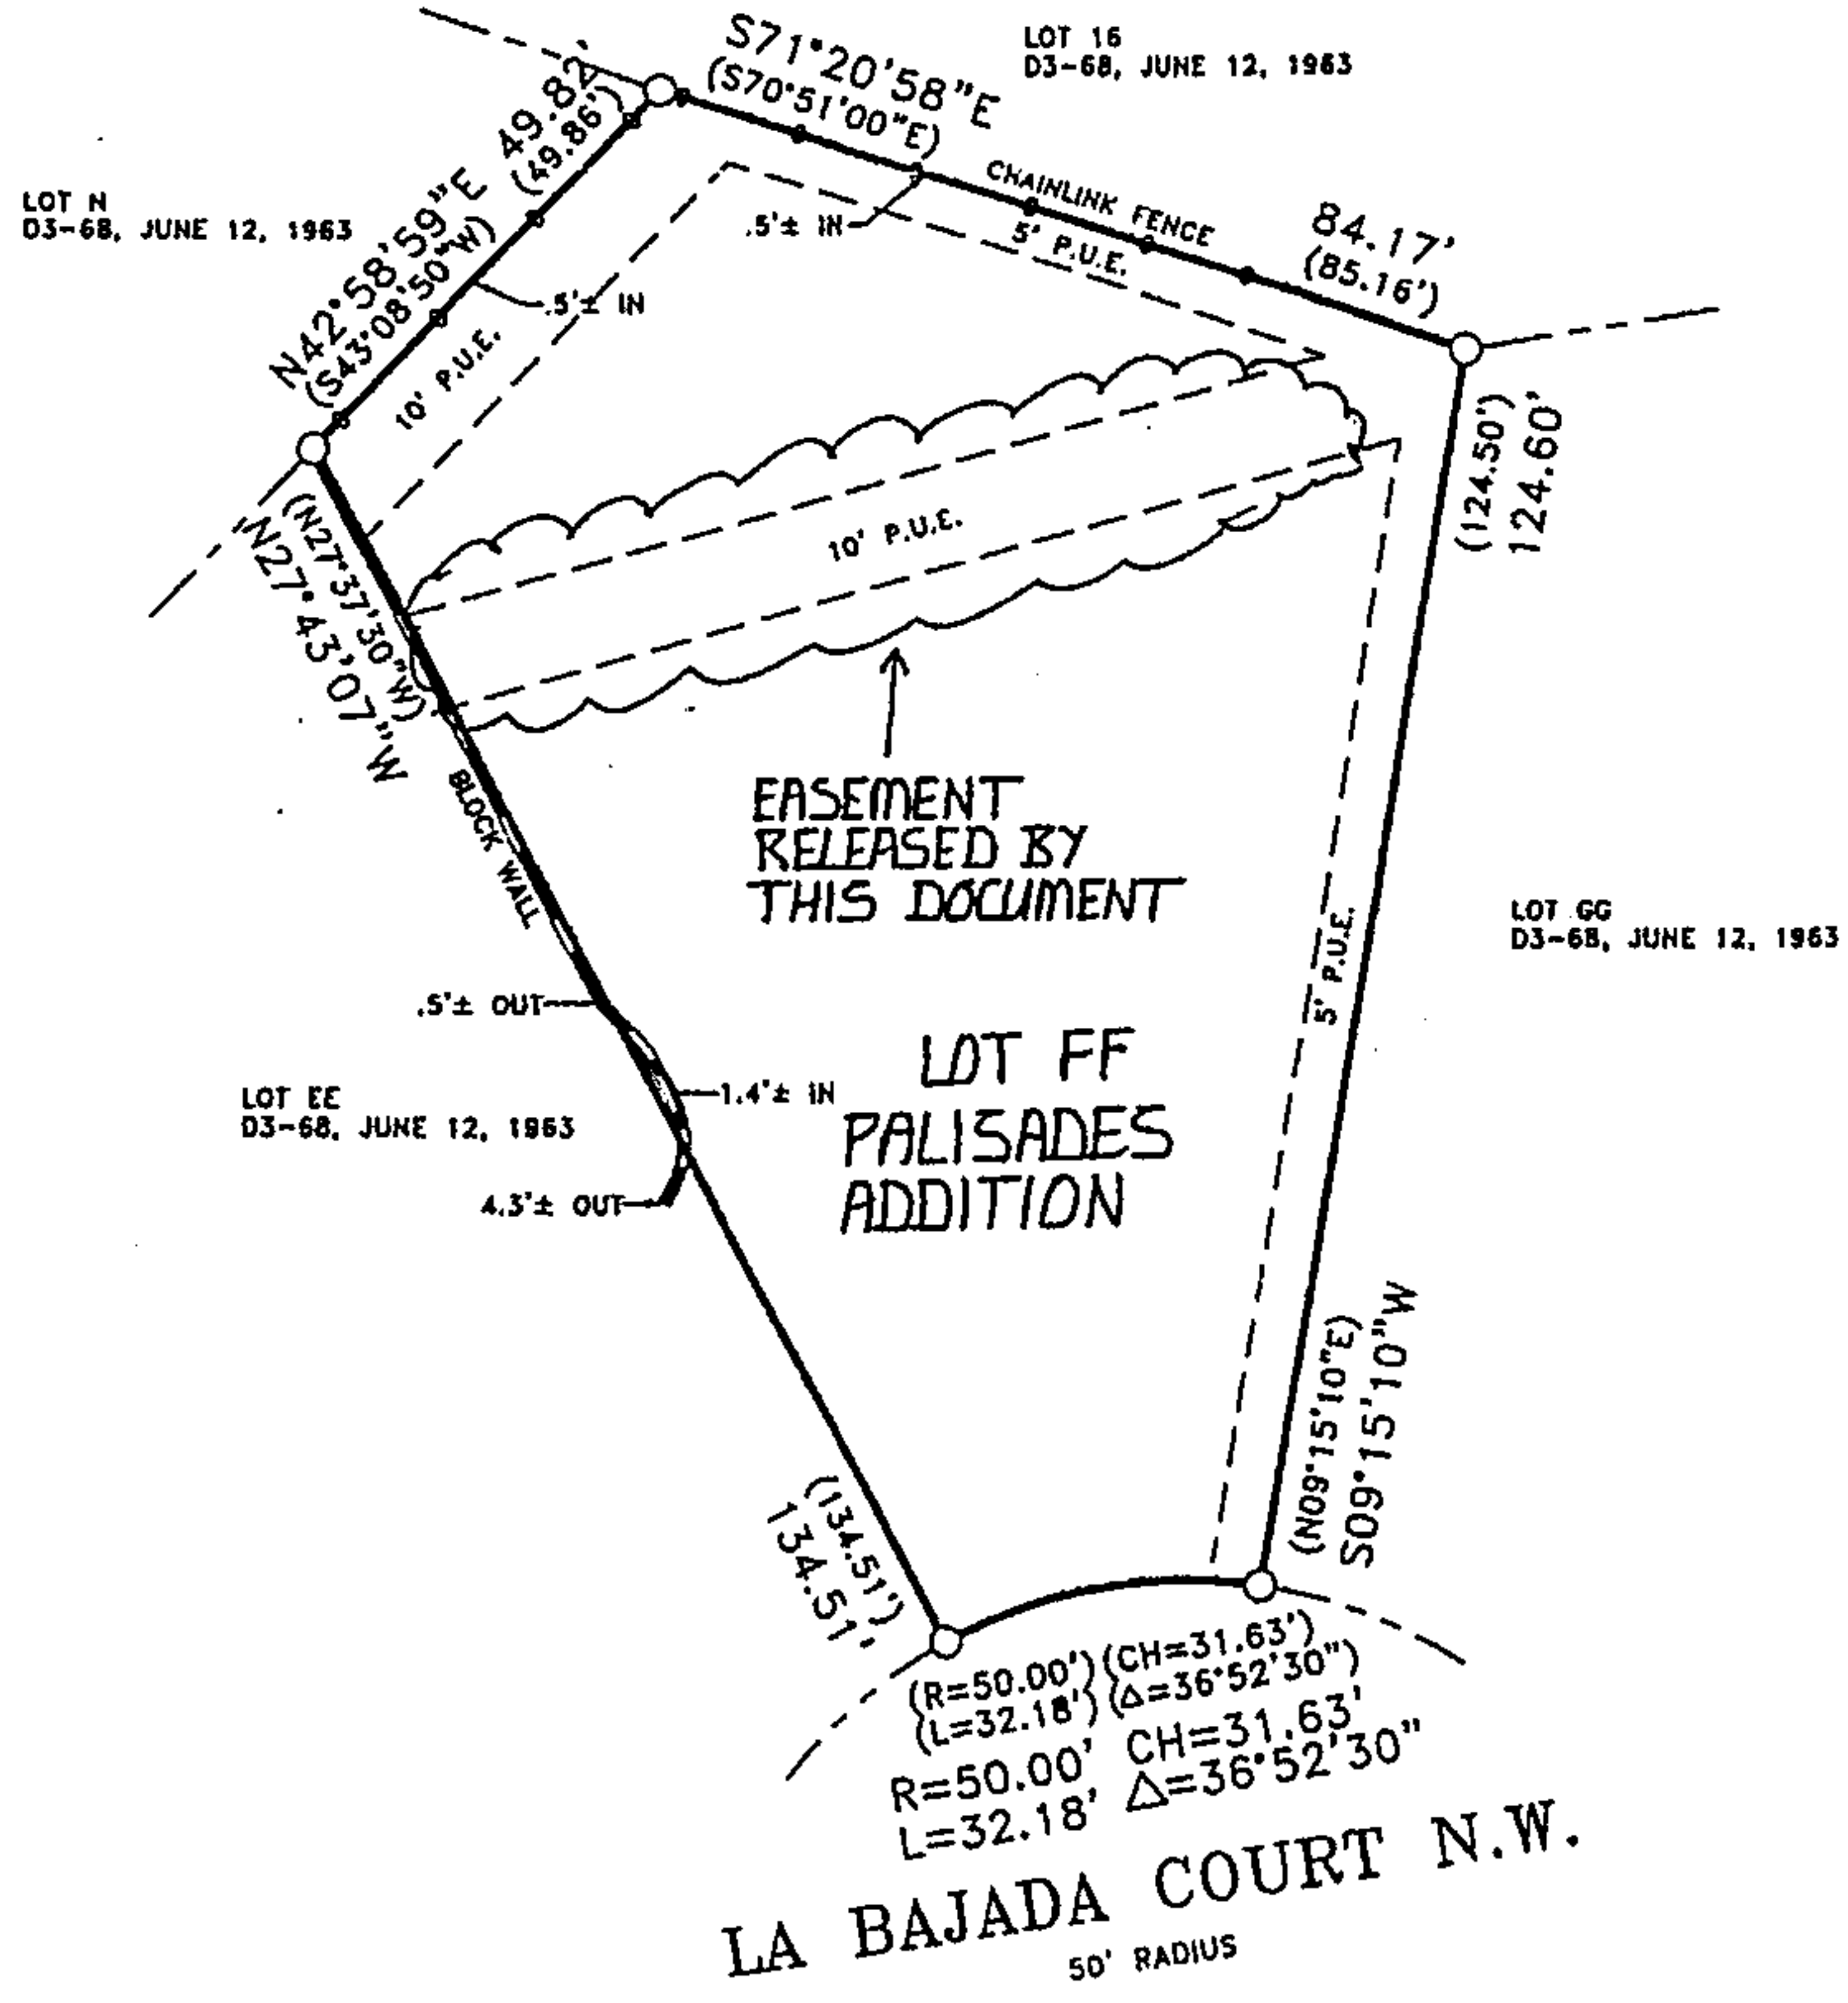 LOT 16
D3-68, JUNE 12, 1963
S71°20'58"E
(S70°51'00"E)
84.17'
(85.16')
CHAINLINK FENCE
5' P.U.E.
.5'± IN
LOT N
D3-68, JUNE 12, 1963
N42°58'59"E 49.82'
(S43°08'50"W) (49.86')
.5'± IN
10' P.U.E.
10' P.U.E.
(124.50')
124.60'
(N27°37'30"W)
N27°43'07"W
BLOCK WALL
EASEMENT
RELEASED BY
THIS DOCUMENT
5' P.U.E.
LOT GG
D3-68, JUNE 12, 1963
.5'± OUT
1.4'± IN
LOT EE
D3-68, JUNE 12, 1963
4.3'± OUT
LOT FF
PALISADES
ADDITION
(N09°15'10"E)
S09°15'10"W
(134.51')
134.51'
(R=50.00') (CH=31.63')
(L=32.18') (Δ=36°52'30")
R=50.00' CH=31.63'
L=32.18' Δ=36°52'30"
LA BAJADA COURT N.W.
50' RADIUS